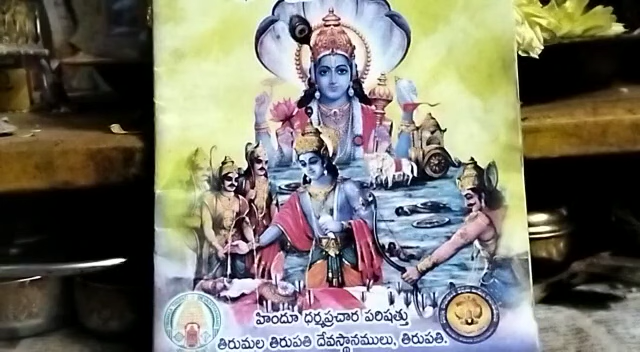 హిందూ ధర్మప్రచార పరిషత్తు
తిరుమల తిరుపతి దేవస్థానములు, తిరుపతి.